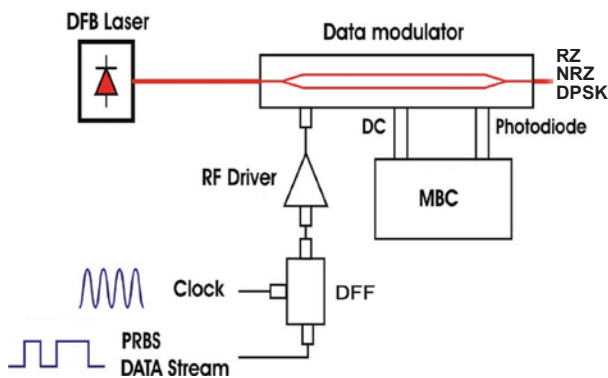 DFB Laser
Data modulator
RZ
NRZ
DPSK
DC
Photodiode
RF Driver
MBC
Clock
DFF
PRBS
DATA Stream